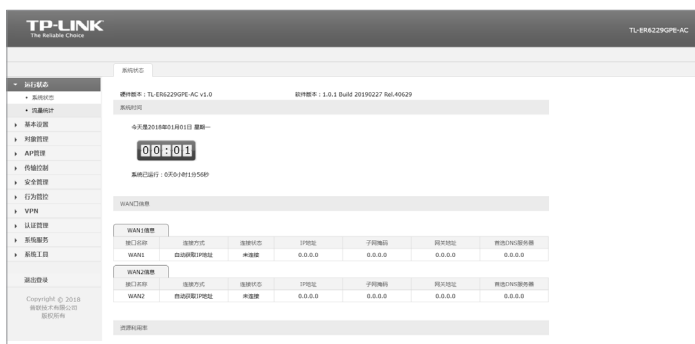 TP-LINK
The Reliable Choice
TL-ER6229GPE-AC
系统状态
运行状态
• 系统状态
• 流量统计
基本设置
对象管理
AP管理
传输控制
安全管理
行为管控
VPN
认证管理
系统服务
系统工具
退出登录
Copyright © 2018
普联技术有限公司
版权所有
硬件版本：TL-ER6229GPE-AC v1.0 软件版本：1.0.1 Build 20190227 Rel.40629
系统时间
今天是2018年01月01日 星期一
00:01
系统已运行：0天0小时1分56秒
WAN口信息
WAN1信息
接口名称 连接方式 连接状态 IP地址 子网掩码 网关地址 首选DNS服务器
WAN1 自动获取IP地址 未连接 0.0.0.0 0.0.0.0 0.0.0.0 0.0.0.0
WAN2信息
接口名称 连接方式 连接状态 IP地址 子网掩码 网关地址 首选DNS服务器
WAN2 自动获取IP地址 未连接 0.0.0.0 0.0.0.0 0.0.0.0 0.0.0.0
资源利用率